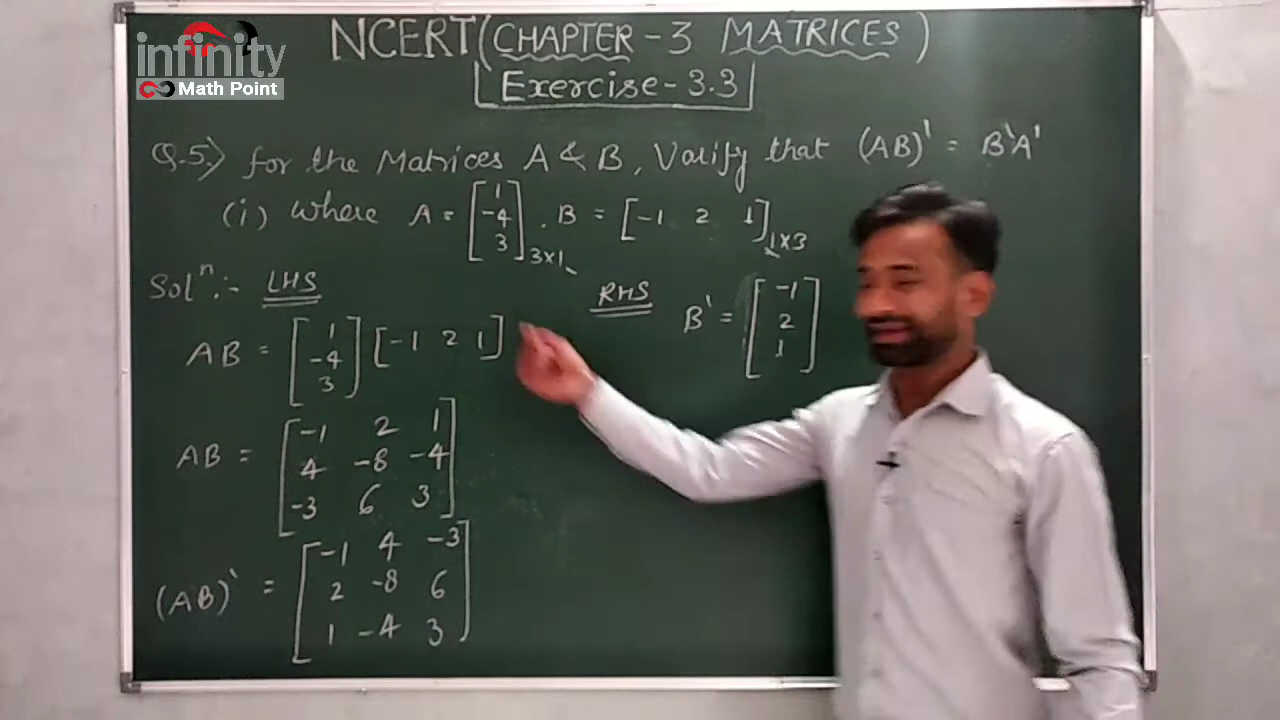 infinity
Math Point
NCERT (CHAPTER - 3 MATRICES)
Exercise - 3.3
Q.5.) For the Matrices A & B, Varify that (AB)' = B'A'
(i) Where A = [1 -4 3] 3×1 . B = [-1 2 1] 1×3
Solⁿ :- LHS
AB = [1 -4 3] [-1 2 1]
AB = [-1 2 1
4 -8 -4
-3 6 3]
(AB)' = [-1 4 -3
2 -8 6
1 -4 3]
RHS B' = [-1
2
1]